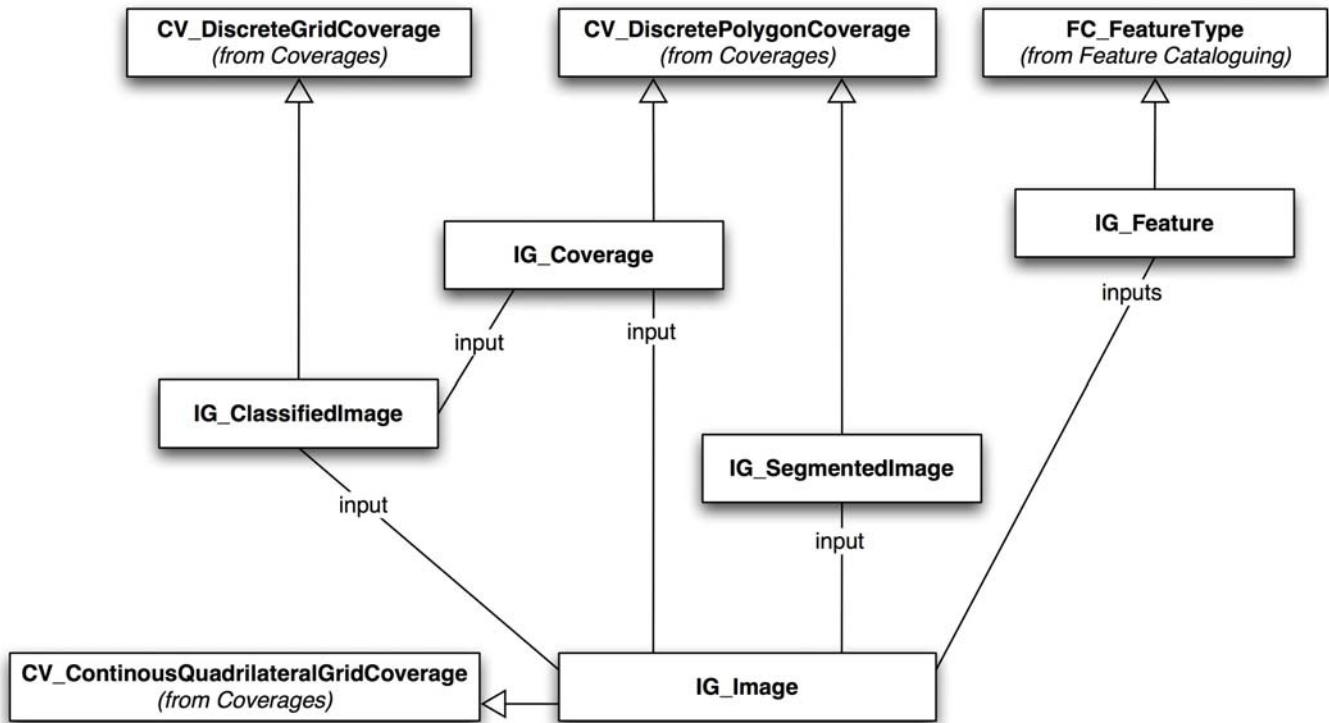 CV_DiscreteGridCoverage
(from Coverages)
CV_DiscretePolygonCoverage
(from Coverages)
FC_FeatureType
(from Feature Cataloguing)
IG_Feature
IG_Coverage
inputs
input
input
IG_ClassifiedImage
IG_SegmentedImage
input
input
CV_ContinousQuadrilateralGridCoverage
(from Coverages)
IG_Image